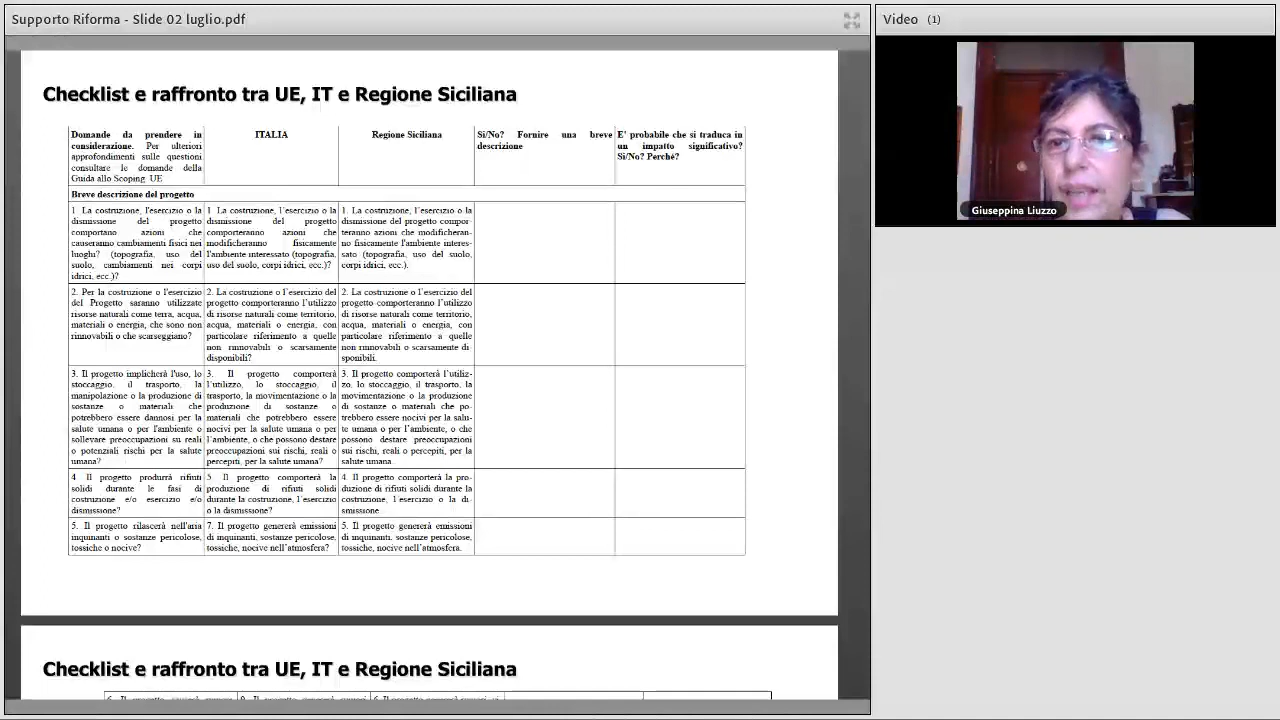 Supporto Riforma - Slide 02 luglio.pdf
Video (1)
Giuseppina Liuzzo
Checklist e raffronto tra UE, IT e Regione Siciliana
Domande da prendere in
considerazione. Per ulteriori
approfondimenti sulle questioni
consultare le domande della
Guida allo Scoping UE
ITALIA
Regione Siciliana
Si/No? Fornire una breve
descrizione
E' probabile che si traduca in
un impatto significativo?
Si/No? Perché?
Breve descrizione del progetto
1 La costruzione, l'esercizio o la
dismissione del progetto
comportano azioni che
causeranno cambiamenti fisici nei
luoghi? (topografia, uso del
suolo, cambiamenti nei corpi
idrici, ecc.)?
1 La costruzione, l'esercizio o la
dismissione del progetto
comporteranno azioni che
modificheranno fisicamente
l'ambiente interessato (topografia,
uso del suolo, corpi idrici, ecc.)?
1. La costruzione, l'esercizio o la
dismissione del progetto compor-
teranno azioni che modificheran-
no fisicamente l'ambiente interes-
sato (topografia, uso del suolo,
corpi idrici, ecc.).
2. Per la costruzione o l'esercizio
del Progetto saranno utilizzate
risorse naturali come terra, acqua,
materiali o energia, che sono non
rinnovabili o che scarseggiano?
2. La costruzione o l'esercizio del
progetto comporteranno l'utilizzo
di risorse naturali come territorio,
acqua, materiali o energia, con
particolare riferimento a quelle
non rinnovabili o scarsamente
disponibili?
2. La costruzione o l'esercizio del
progetto comporteranno l'utilizzo
di risorse naturali come territorio,
acqua, materiali o energia, con
particolare riferimento a quelle
non rinnovabili o scarsamente di-
sponibili.
3. Il progetto implicherà l'uso, lo
stoccaggio, il trasporto, la
manipolazione o la produzione di
sostanze o materiali che
potrebbero essere dannosi per la
salute umana o per l'ambiente o
sollevare preoccupazioni su reali
o potenziali rischi per la salute
umana?
3. Il progetto comporterà
l'utilizzo, lo stoccaggio, il
trasporto, la movimentazione o la
produzione di sostanze o
materiali che potrebbero essere
nocivi per la salute umana o per
l'ambiente, o che possono destare
preoccupazioni sui rischi, reali o
percepiti, per la salute umana?
3. Il progetto comporterà l'utiliz-
zo, lo stoccaggio, il trasporto, la
movimentazione o la produzione
di sostanze o materiali che po-
trebbero essere nocivi per la salu-
te umana o per l'ambiente, o che
possono destare preoccupazioni
sui rischi, reali o percepiti, per la
salute umana.
4 Il progetto produrrà rifiuti
solidi durante le fasi di
costruzione e/o esercizio e/o
dismissione?
5 Il progetto comporterà la
produzione di rifiuti solidi
durante la costruzione, l'esercizio
o la dismissione?
4. Il progetto comporterà la pro-
duzione di rifiuti solidi durante la
costruzione, l'esercizio o la di-
smissione
5. Il progetto rilascerà nell'aria
inquinanti o sostanze pericolose,
tossiche o nocive?
7. Il progetto genererà emissioni
di inquinanti, sostanze pericolose,
tossiche, nocive nell'atmosfera?
5. Il progetto genererà emissioni
di inquinanti, sostanze pericolose,
tossiche, nocive nell'atmosfera.
Checklist e raffronto tra UE, IT e Regione Siciliana